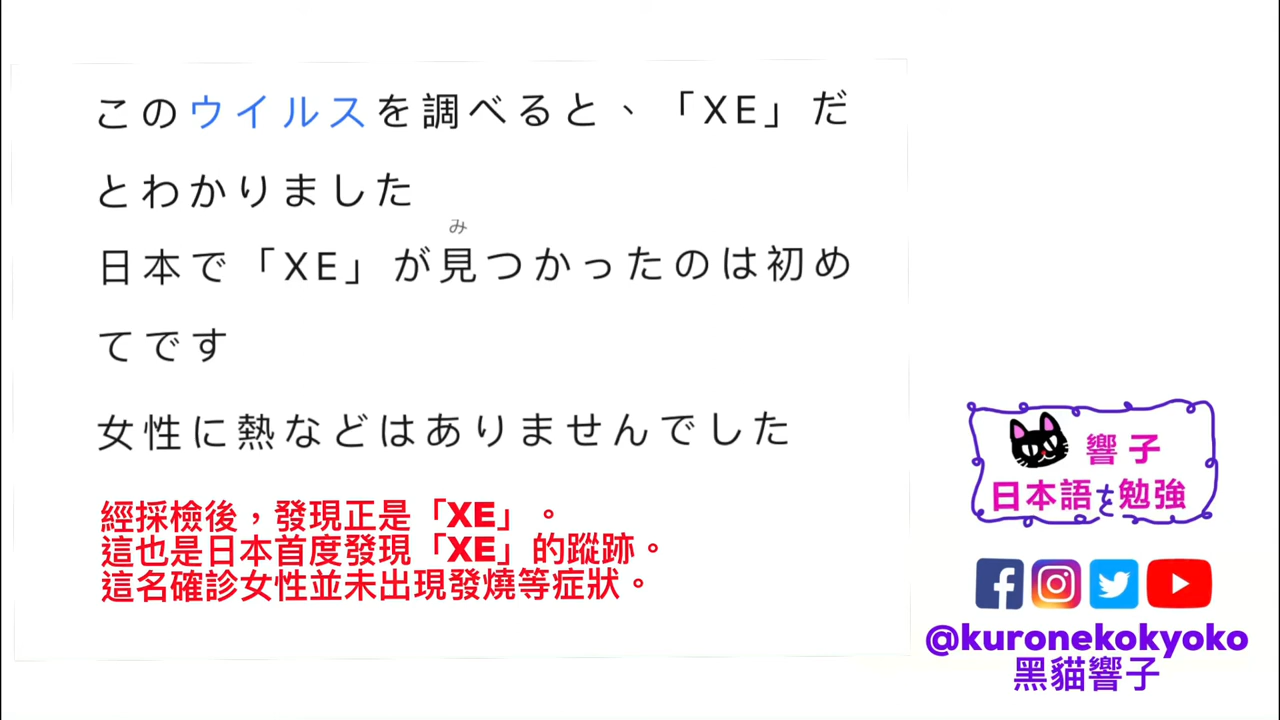 このウイルスを調べると、「XE」だ
とわかりました
み
日本で「XE」が見つかったのは初め
てです
女性に熱などはありませんでした
經採檢後，發現正是「XE」。
這也是日本首度發現「XE」的蹤跡。
這名確診女性並未出現發燒等症狀。
響子
日本語を勉強
@kuronekokyoko
黑貓響子